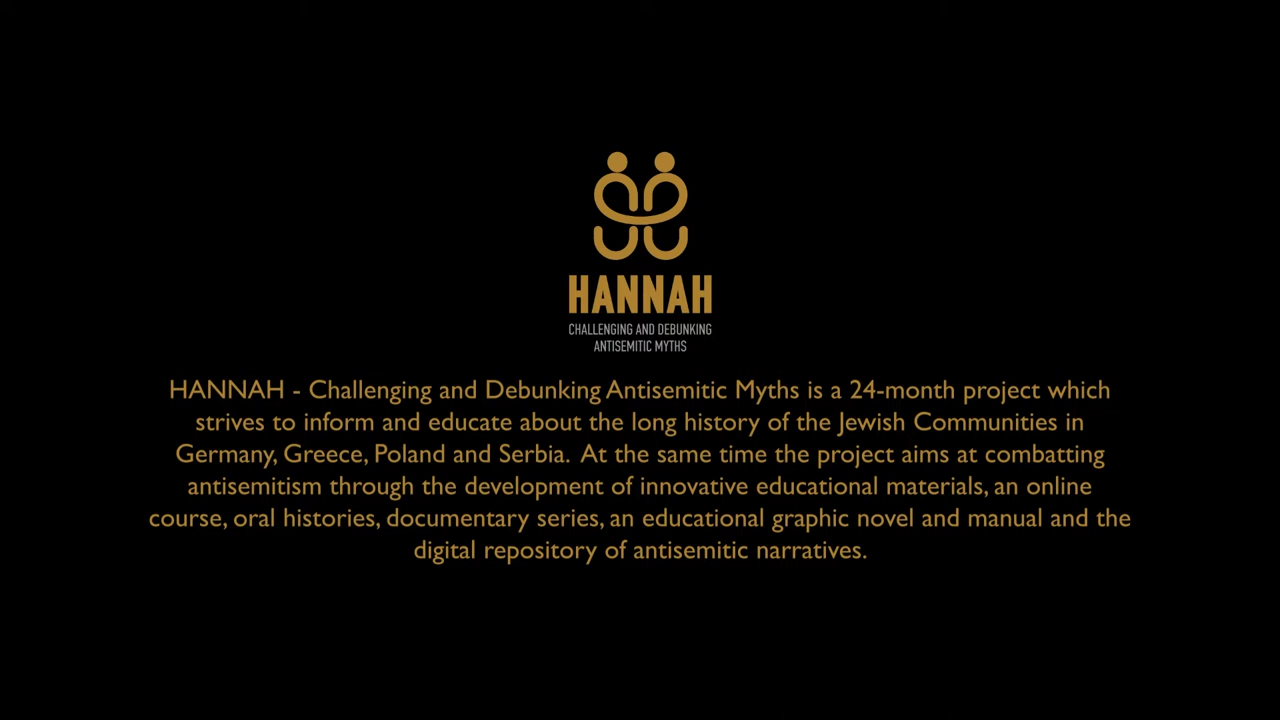 HANNAH
CHALLENGING AND DEBUNKING
ANTISEMITIC MYTHS
HANNAH - Challenging and Debunking Antisemitic Myths is a 24-month project which
strives to inform and educate about the long history of the Jewish Communities in
Germany, Greece, Poland and Serbia. At the same time the project aims at combatting
antisemitism through the development of innovative educational materials, an online
course, oral histories, documentary series, an educational graphic novel and manual and the
digital repository of antisemitic narratives.